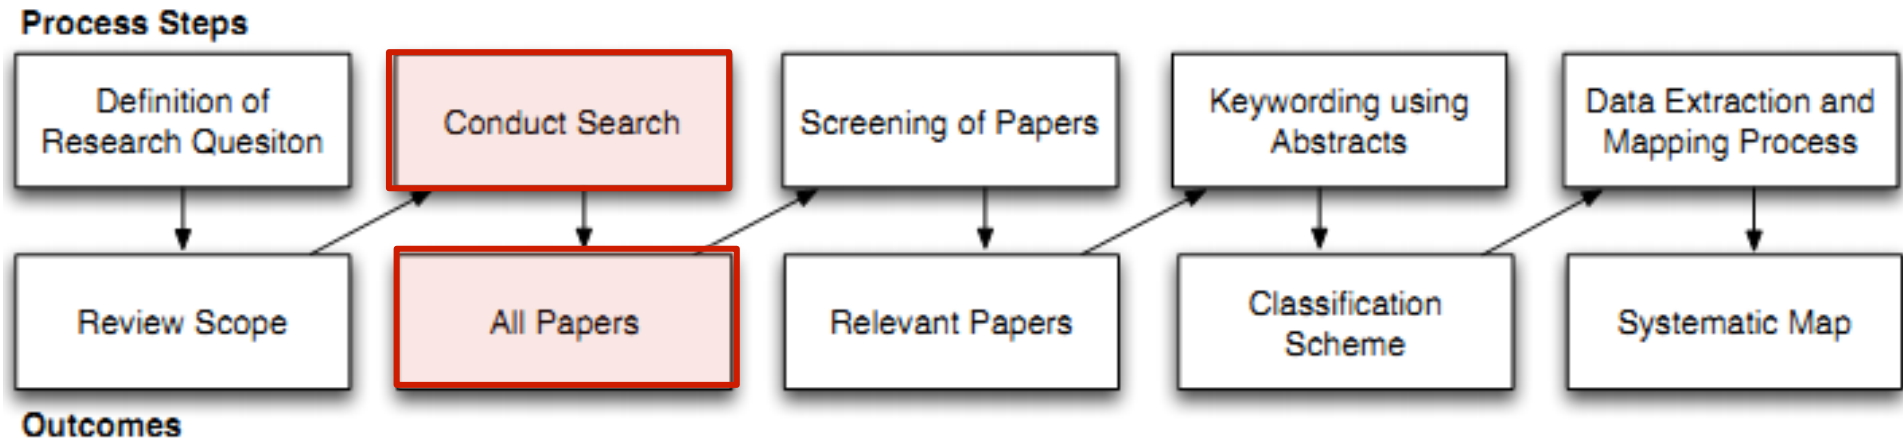 Process Steps
Definition of
Research Quesiton
Conduct Search
Screening of Papers
Keywording using
Abstracts
Data Extraction and
Mapping Process
Review Scope
All Papers
Relevant Papers
Classification
Scheme
Systematic Map
Outcomes